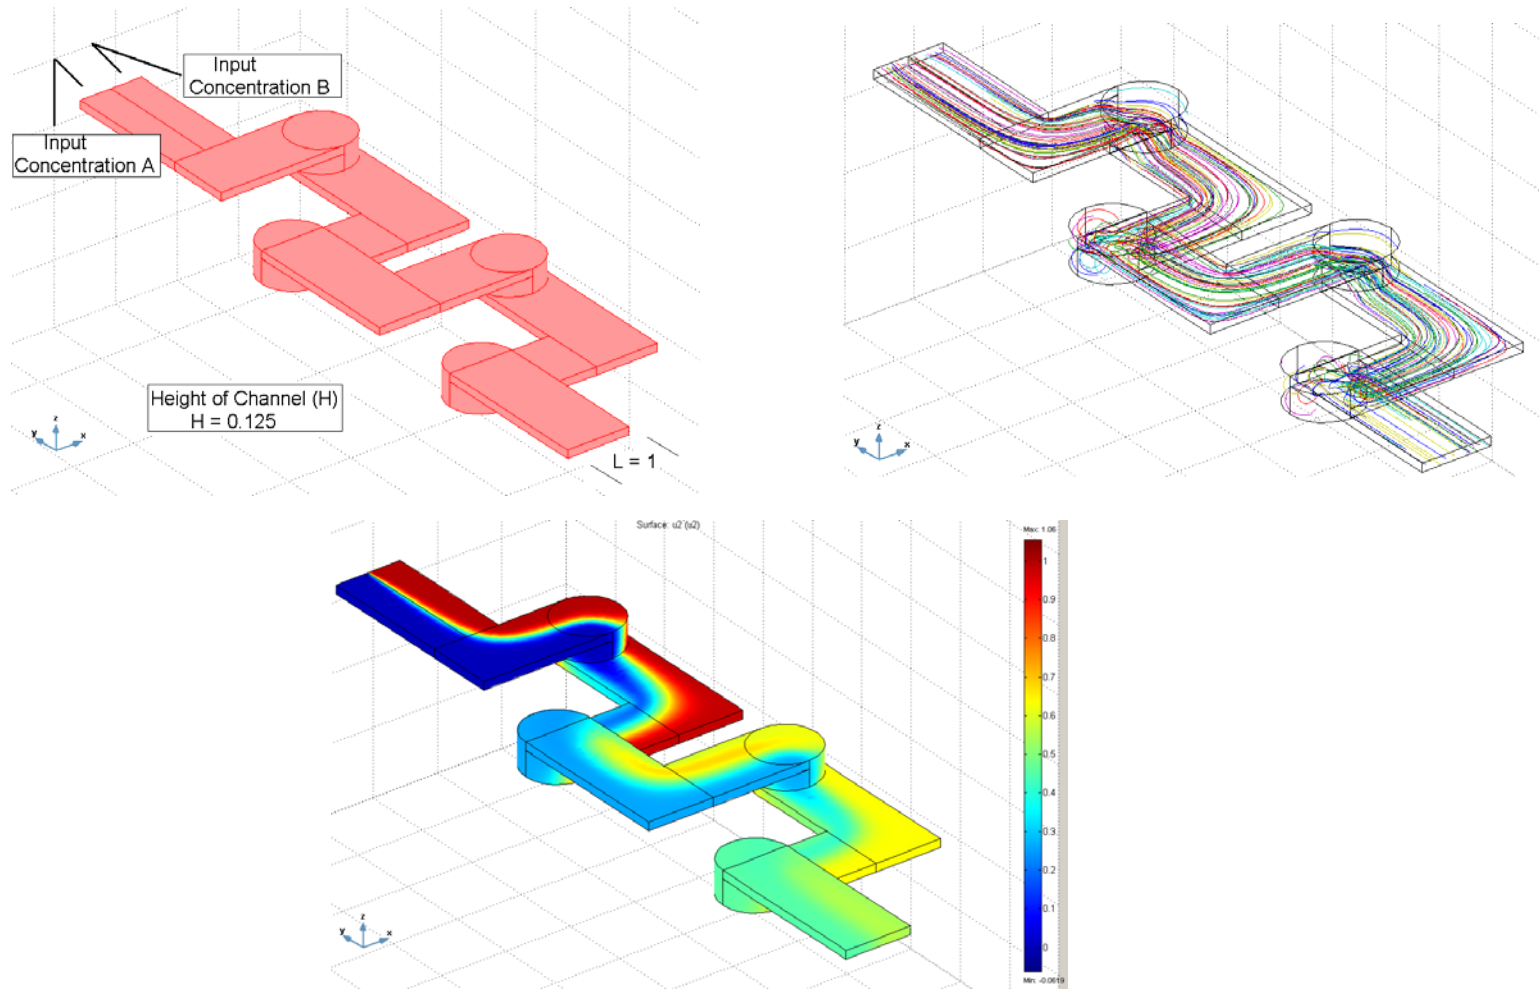 Input
Concentration B
Input
Concentration A
Height of Channel (H)
H = 0.125
L = 1
z
y
x
z
y
x
Surface: u2 (u2)
Max: 1.06
1
0.9
0.8
0.7
0.6
0.5
0.4
0.3
0.2
0.1
0
Min: -0.0619
z
y
x